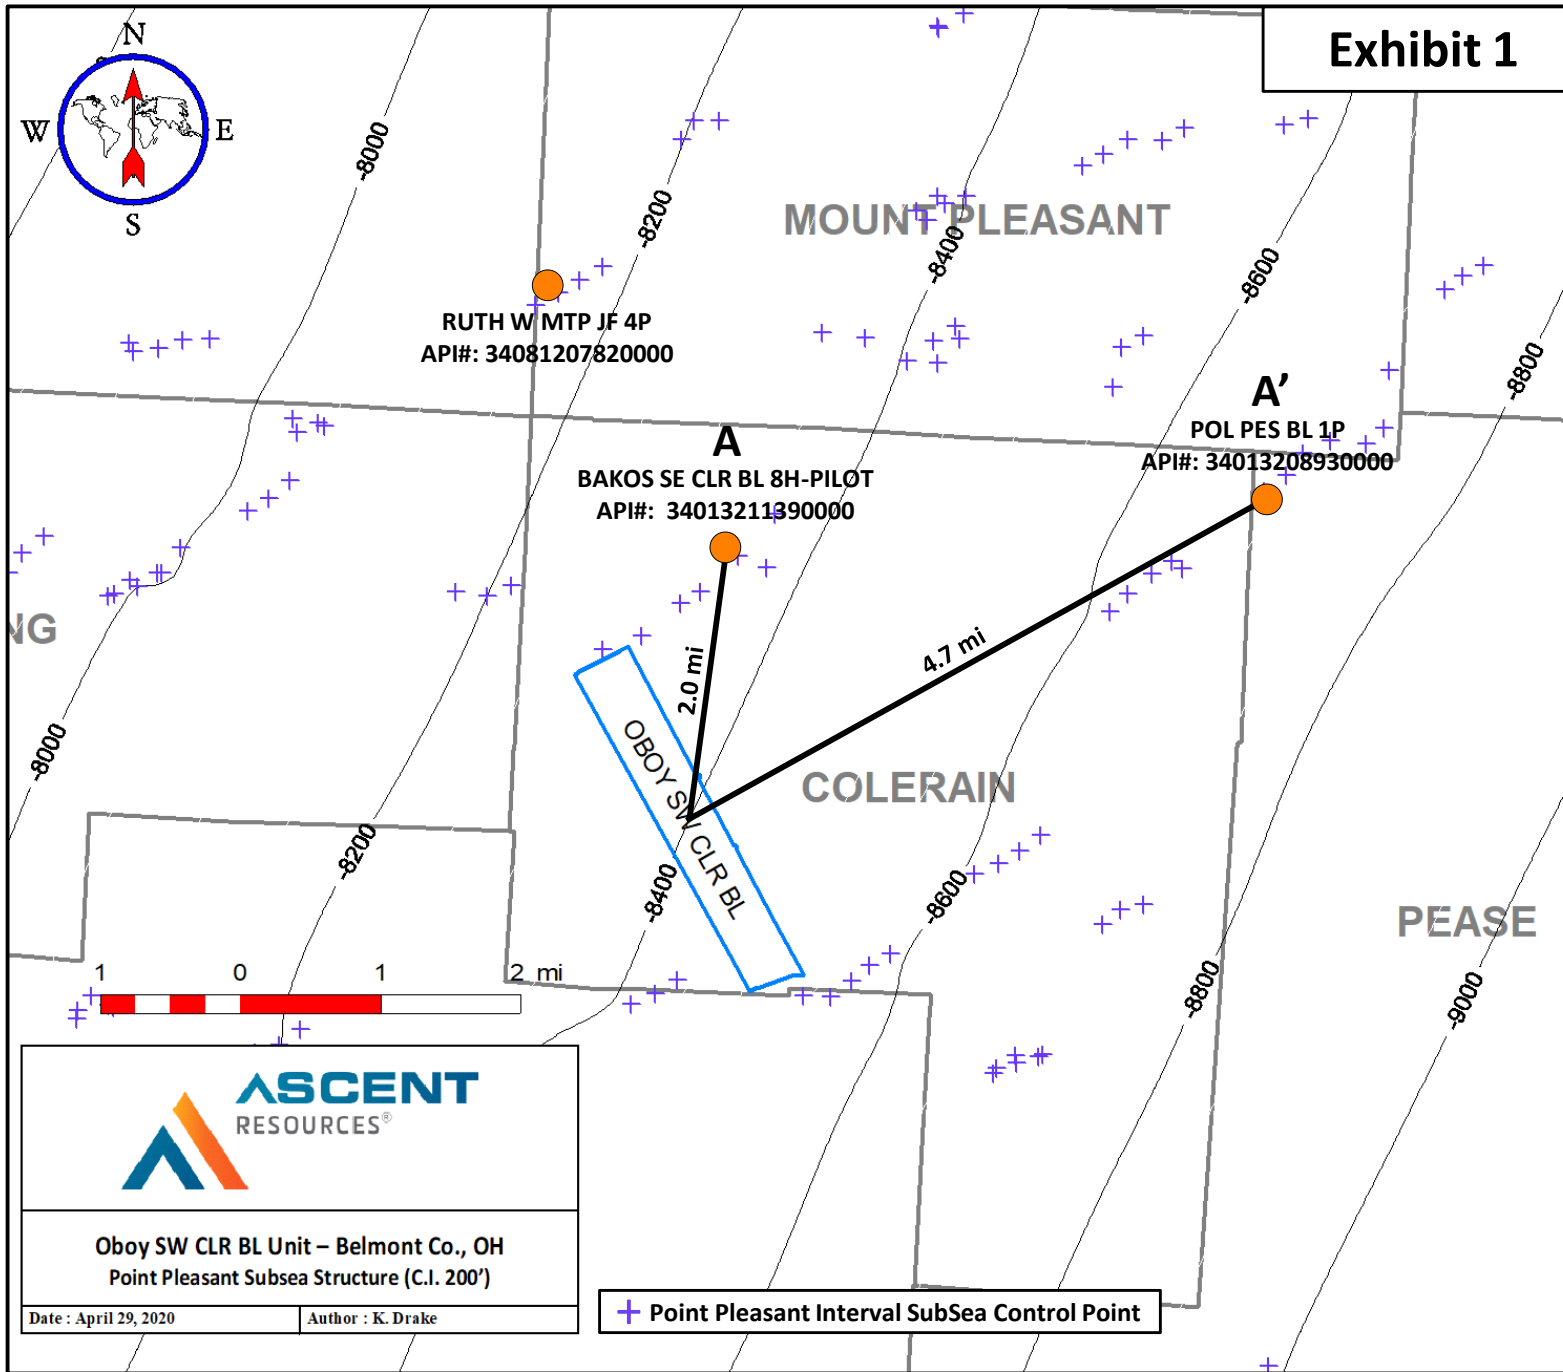 Exhibit 1
N
W
E
S
-8000
-8200
-8400
-8600
-8800
MOUNT PLEASANT
RUTH W MTP JF 4P
API#: 34081207820000
A
BAKOS SE CLR BL 8H-PILOT
API#: 34013211390000
A’
POL PES BL 1P
API#: 34013208930000
NG
2.0 mi
4.7 mi
OBOY SW CLR BL
COLERAIN
PEASE
-8000
-8200
-8400
-8600
-8800
-9000
1 0 1 2 mi
ASCENT
RESOURCES®
Oboy SW CLR BL Unit – Belmont Co., OH
Point Pleasant Subsea Structure (C.I. 200’)
Date : April 29, 2020
Author : K. Drake
Point Pleasant Interval SubSea Control Point